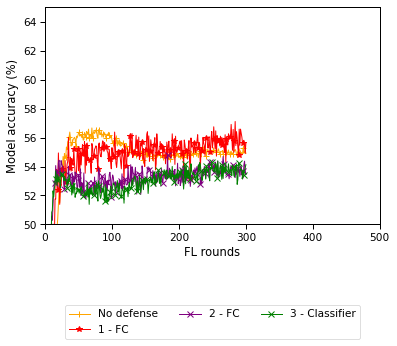 64
62
60
58
56
54
52
50
Model accuracy (%)
0 100 200 300 400 500
FL rounds
No defense 2 - FC 3 - Classifier
1 - FC